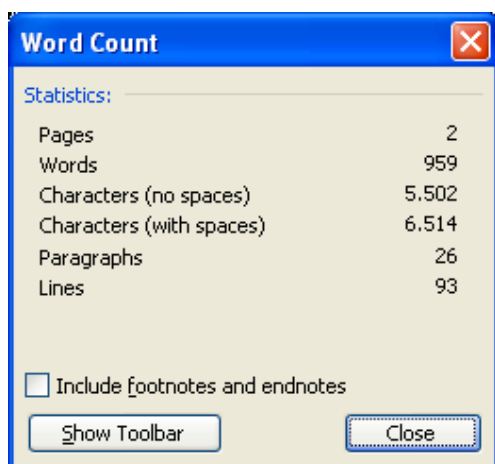 Word Count
Statistics:
Pages 2
Words 959
Characters (no spaces) 5.502
Characters (with spaces) 6.514
Paragraphs 26
Lines 93
Include footnotes and endnotes
Show Toolbar Close